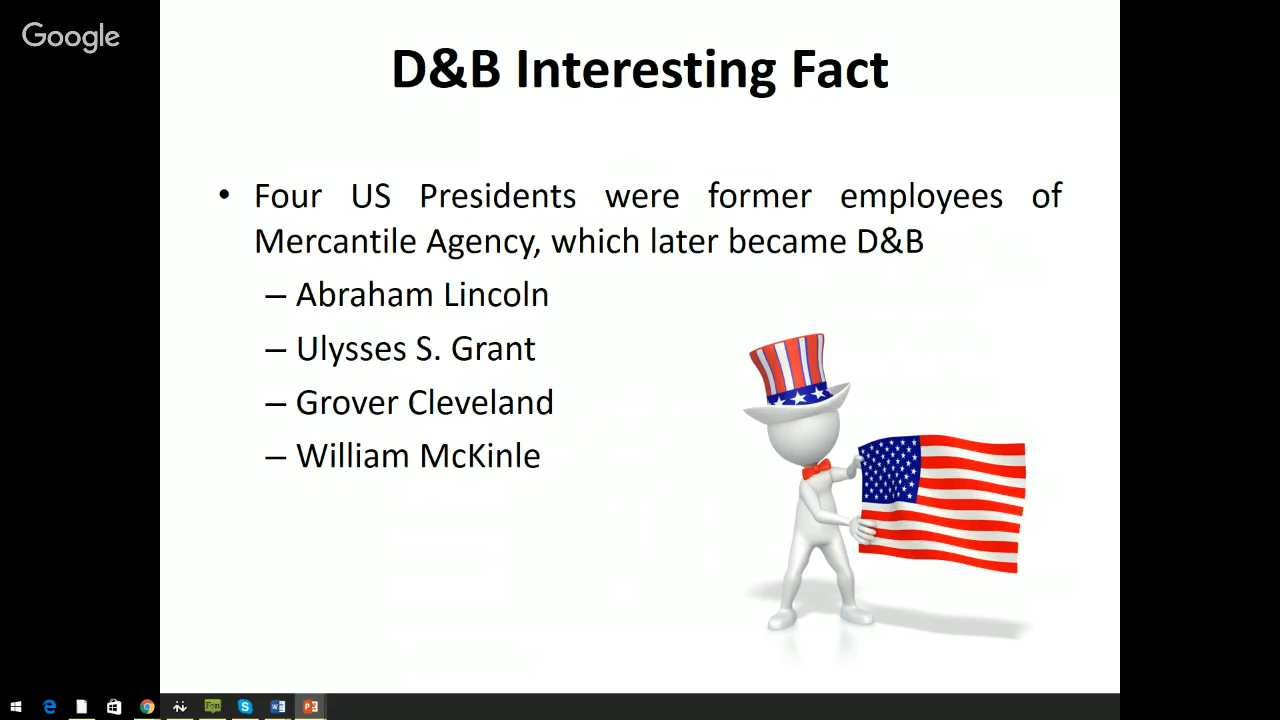 Google
D&B Interesting Fact
• Four US Presidents were former employees of
Mercantile Agency, which later became D&B
– Abraham Lincoln
– Ulysses S. Grant
– Grover Cleveland
– William McKinle